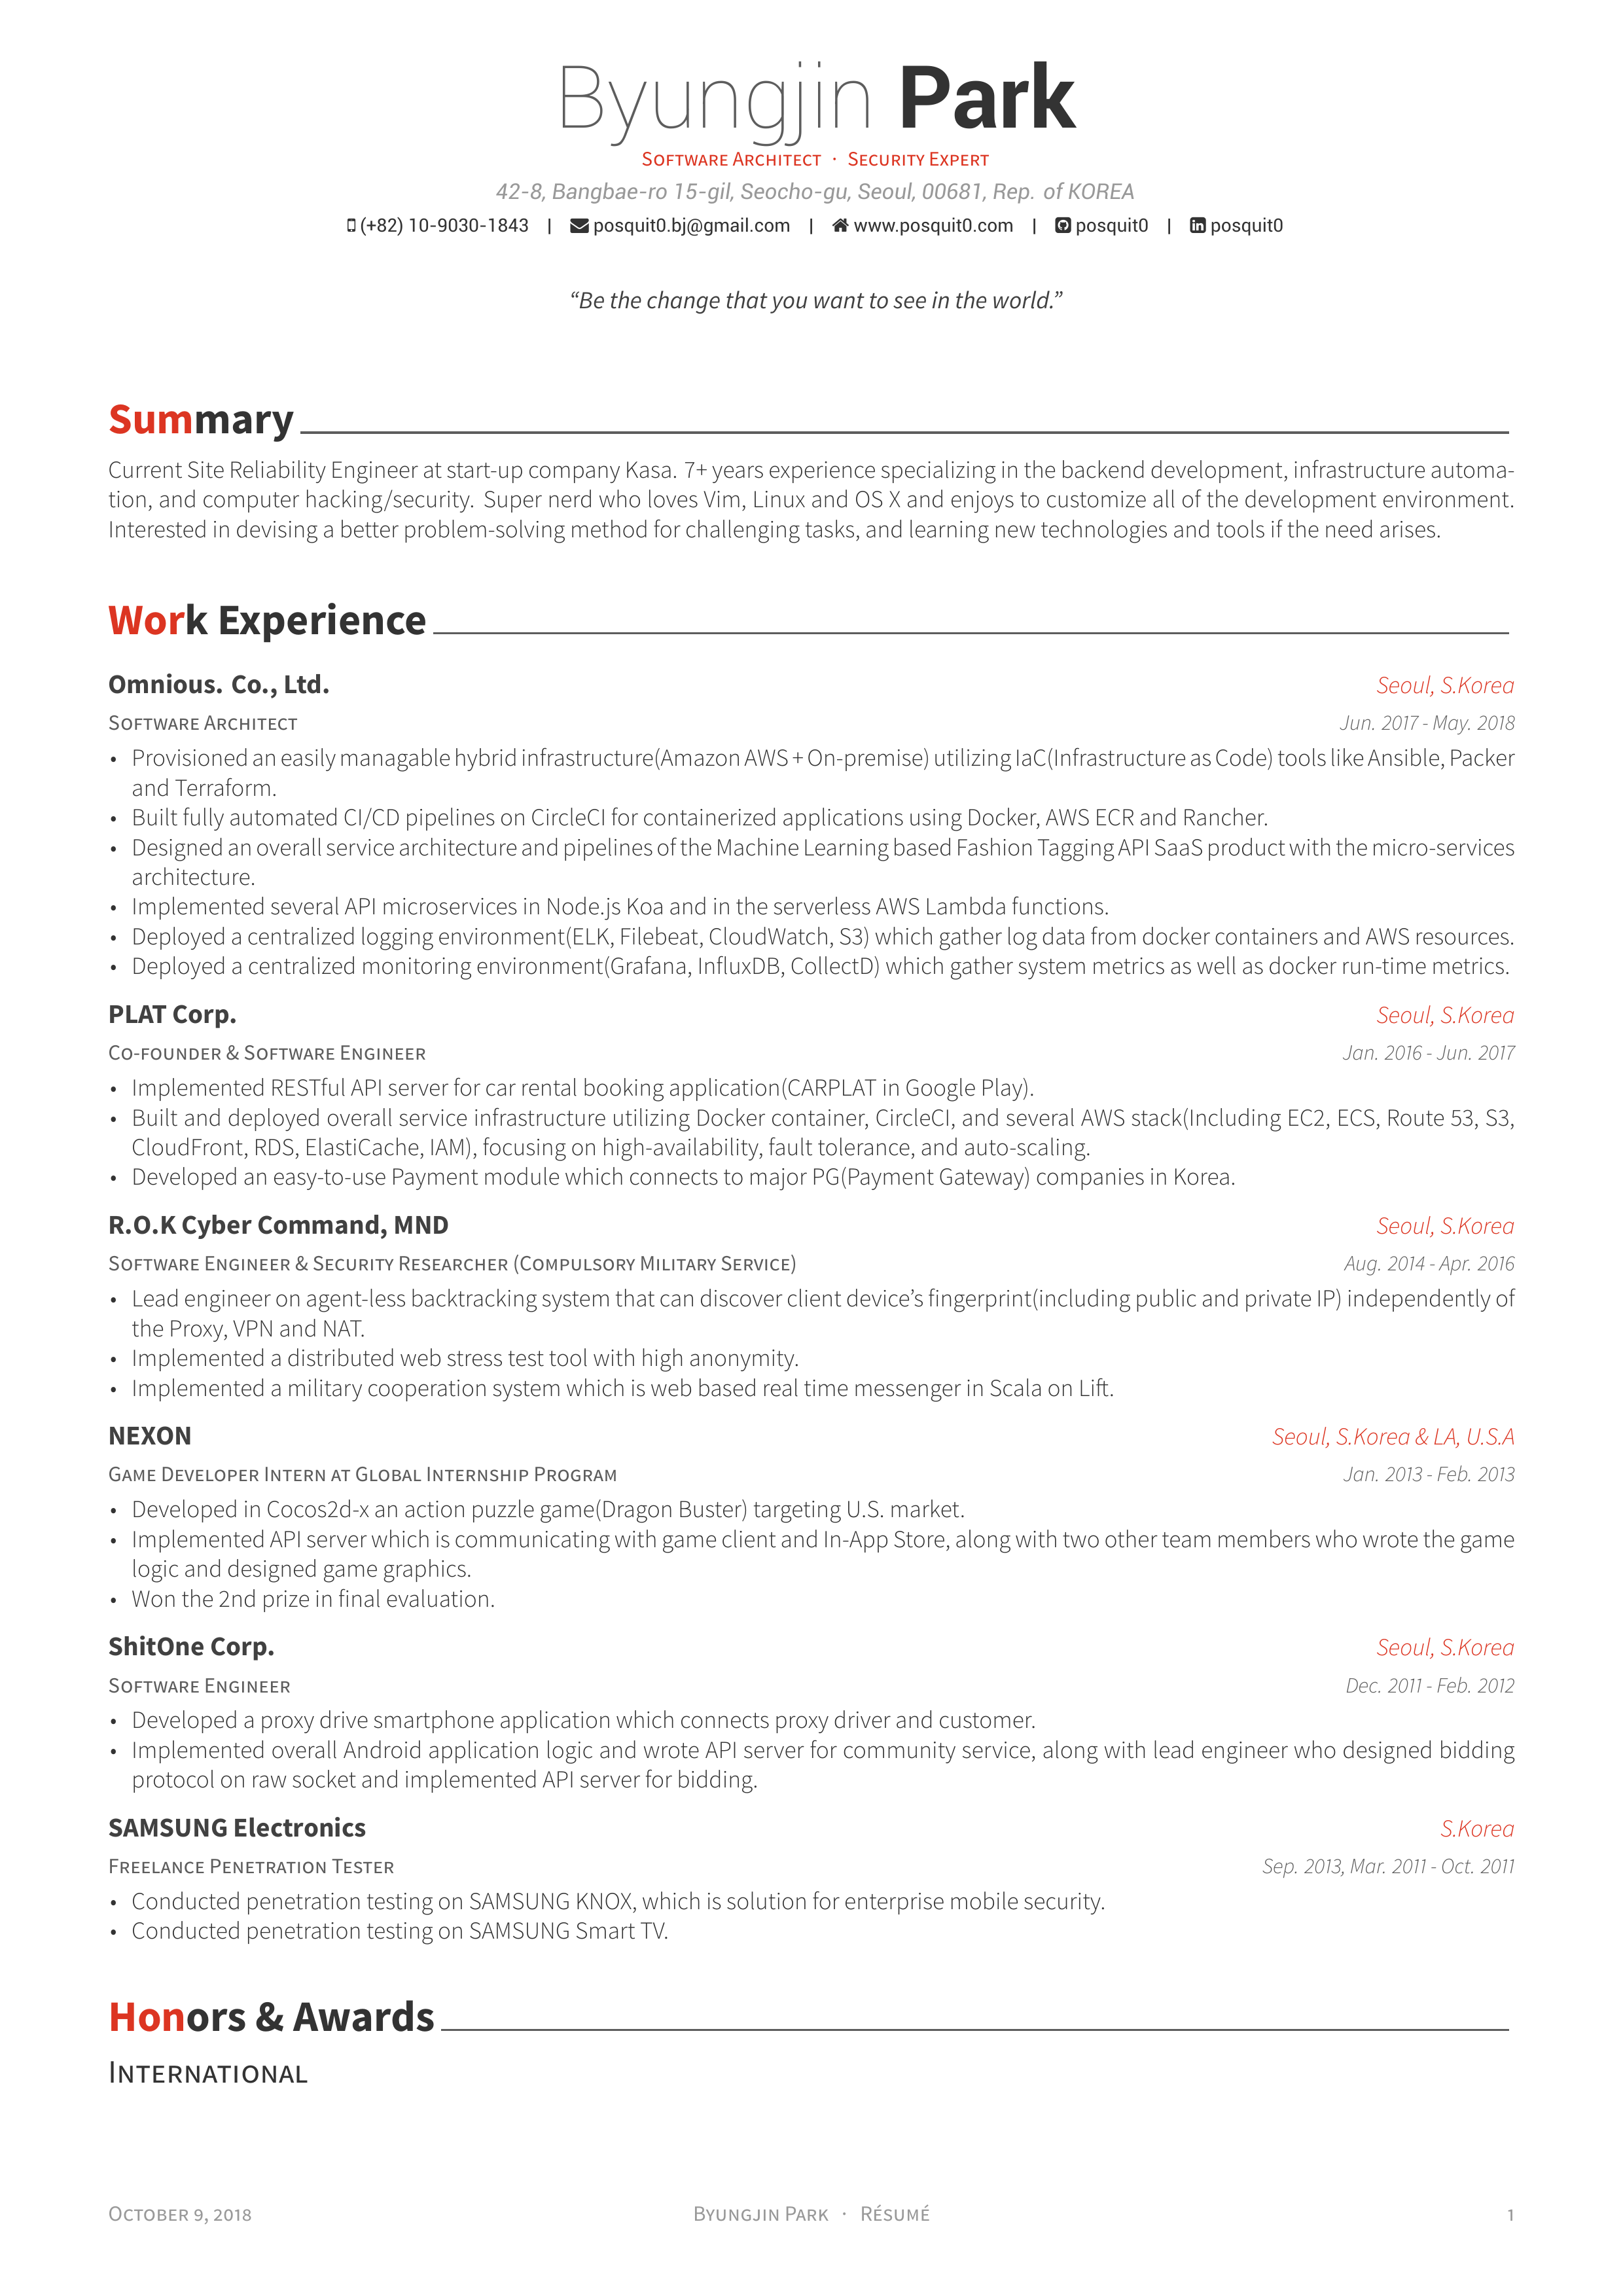 Byungjin Park
Software Architect · Security Expert
42-8, Bangbae-ro 15-gil, Seocho-gu, Seoul, 00681, Rep. of KOREA
(+82) 10-9030-1843 | posquit0.bj@gmail.com | www.posquit0.com | posquit0 | posquit0
“Be the change that you want to see in the world.”
Summary
Current Site Reliability Engineer at start-up company Kasa. 7+ years experience specializing in the backend development, infrastructure automa-
tion, and computer hacking/security. Super nerd who loves Vim, Linux and OS X and enjoys to customize all of the development environment.
Interested in devising a better problem-solving method for challenging tasks, and learning new technologies and tools if the need arises.
Work Experience
Omnious. Co., Ltd. Seoul, S.Korea
Software Architect Jun. 2017 - May. 2018
• Provisioned an easily managable hybrid infrastructure(Amazon AWS + On-premise) utilizing IaC(Infrastructure as Code) tools like Ansible, Packer
and Terraform.
• Built fully automated CI/CD pipelines on CircleCI for containerized applications using Docker, AWS ECR and Rancher.
• Designed an overall service architecture and pipelines of the Machine Learning based Fashion Tagging API SaaS product with the micro-services
architecture.
• Implemented several API microservices in Node.js Koa and in the serverless AWS Lambda functions.
• Deployed a centralized logging environment(ELK, Filebeat, CloudWatch, S3) which gather log data from docker containers and AWS resources.
• Deployed a centralized monitoring environment(Grafana, InfluxDB, CollectD) which gather system metrics as well as docker run-time metrics.
PLAT Corp. Seoul, S.Korea
Co-founder & Software Engineer Jan. 2016 - Jun. 2017
• Implemented RESTful API server for car rental booking application(CARPLAT in Google Play).
• Built and deployed overall service infrastructure utilizing Docker container, CircleCI, and several AWS stack(Including EC2, ECS, Route 53, S3,
CloudFront, RDS, ElastiCache, IAM), focusing on high-availability, fault tolerance, and auto-scaling.
• Developed an easy-to-use Payment module which connects to major PG(Payment Gateway) companies in Korea.
R.O.K Cyber Command, MND Seoul, S.Korea
Software Engineer & Security Researcher (Compulsory Military Service) Aug. 2014 - Apr. 2016
• Lead engineer on agent-less backtracking system that can discover client device’s fingerprint(including public and private IP) independently of
the Proxy, VPN and NAT.
• Implemented a distributed web stress test tool with high anonymity.
• Implemented a military cooperation system which is web based real time messenger in Scala on Lift.
NEXON Seoul, S.Korea & LA, U.S.A
Game Developer Intern at Global Internship Program Jan. 2013 - Feb. 2013
• Developed in Cocos2d-x an action puzzle game(Dragon Buster) targeting U.S. market.
• Implemented API server which is communicating with game client and In-App Store, along with two other team members who wrote the game
logic and designed game graphics.
• Won the 2nd prize in final evaluation.
ShitOne Corp. Seoul, S.Korea
Software Engineer Dec. 2011 - Feb. 2012
• Developed a proxy drive smartphone application which connects proxy driver and customer.
• Implemented overall Android application logic and wrote API server for community service, along with lead engineer who designed bidding
protocol on raw socket and implemented API server for bidding.
SAMSUNG Electronics S.Korea
Freelance Penetration Tester Sep. 2013, Mar. 2011 - Oct. 2011
• Conducted penetration testing on SAMSUNG KNOX, which is solution for enterprise mobile security.
• Conducted penetration testing on SAMSUNG Smart TV.
Honors & Awards
International
October 9, 2018 Byungjin Park · Résumé 1